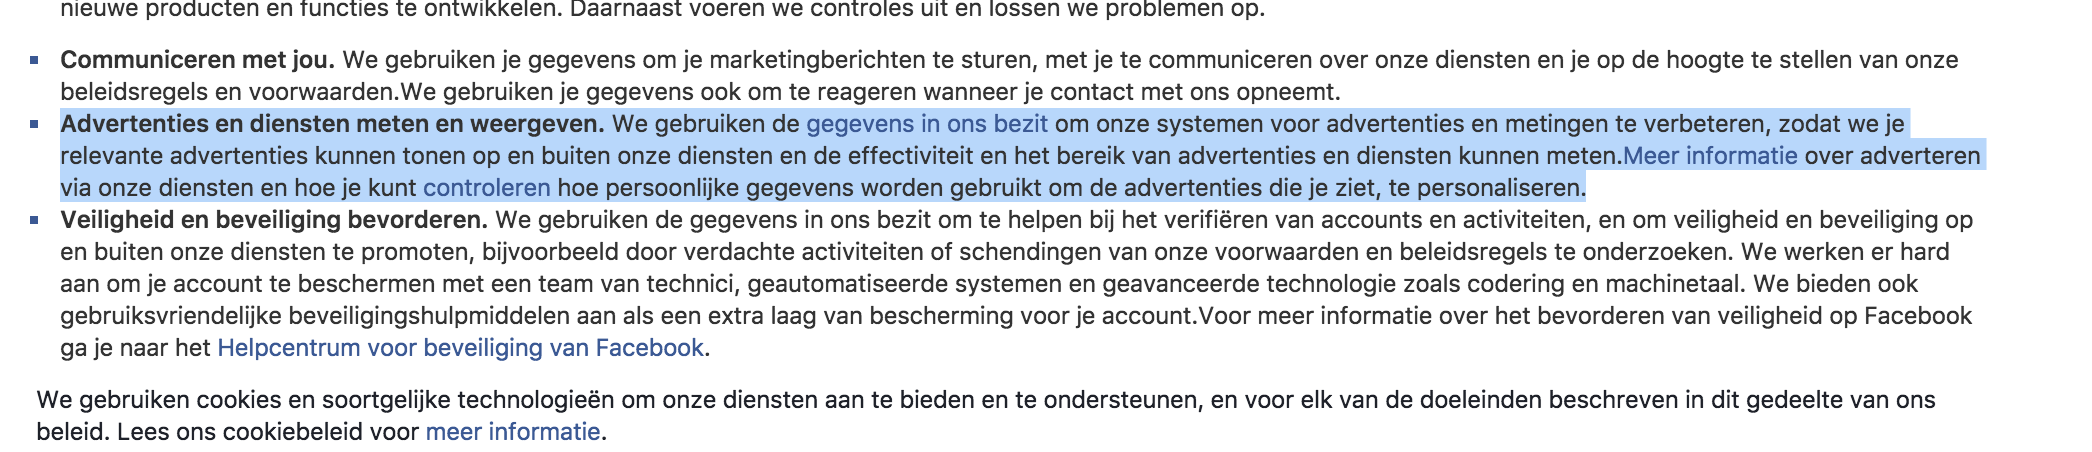 nieuwe producten en functies te ontwikkelen. Daarnaast voeren we controles uit en lossen we problemen op.
Communiceren met jou. We gebruiken je gegevens om je marketingberichten te sturen, met je te communiceren over onze diensten en je op de hoogte te stellen van onze
beleidsregels en voorwaarden.We gebruiken je gegevens ook om te reageren wanneer je contact met ons opneemt.
Advertenties en diensten meten en weergeven. We gebruiken de gegevens in ons bezit om onze systemen voor advertenties en metingen te verbeteren, zodat we je
relevante advertenties kunnen tonen op en buiten onze diensten en de effectiviteit en het bereik van advertenties en diensten kunnen meten.Meer informatie over adverteren
via onze diensten en hoe je kunt controleren hoe persoonlijke gegevens worden gebruikt om de advertenties die je ziet, te personaliseren.
Veiligheid en beveiliging bevorderen. We gebruiken de gegevens in ons bezit om te helpen bij het verifiëren van accounts en activiteiten, en om veiligheid en beveiliging op
en buiten onze diensten te promoten, bijvoorbeeld door verdachte activiteiten of schendingen van onze voorwaarden en beleidsregels te onderzoeken. We werken er hard
aan om je account te beschermen met een team van technici, geautomatiseerde systemen en geavanceerde technologie zoals codering en machinetaal. We bieden ook
gebruiksvriendelijke beveiligingshulpmiddelen aan als een extra laag van bescherming voor je account.Voor meer informatie over het bevorderen van veiligheid op Facebook
ga je naar het Helpcentrum voor beveiliging van Facebook.
We gebruiken cookies en soortgelijke technologieën om onze diensten aan te bieden en te ondersteunen, en voor elk van de doeleinden beschreven in dit gedeelte van ons
beleid. Lees ons cookiebeleid voor meer informatie.